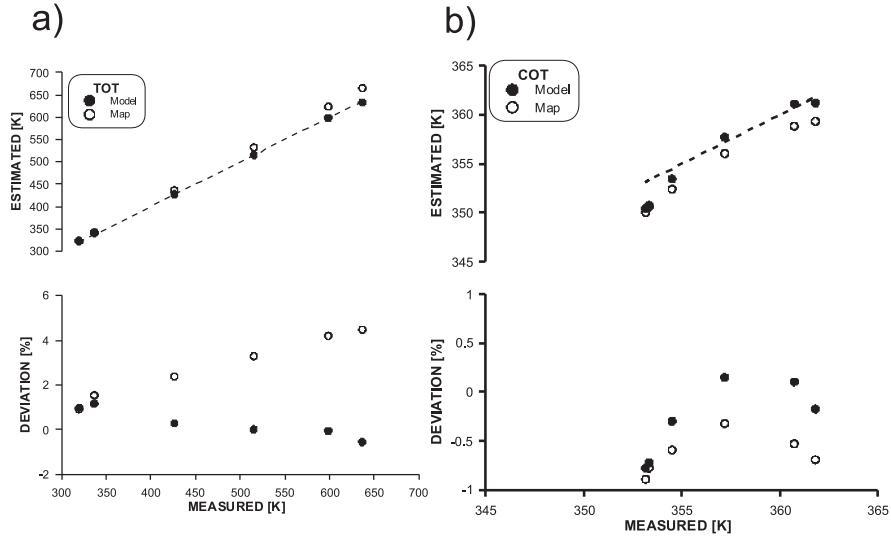 a)
TOT
Model
Map
ESTIMATED [K]
700
650
600
550
500
450
400
350
300
DEVIATION [%]
6
4
2
0
-2
300 350 400 450 500 550 600 650 700
MEASURED [K]
b)
COT
Model
Map
ESTIMATED [K]
365
360
355
350
345
DEVIATION [%]
1
0.5
0
-0.5
-1
345 350 355 360 365
MEASURED [K]